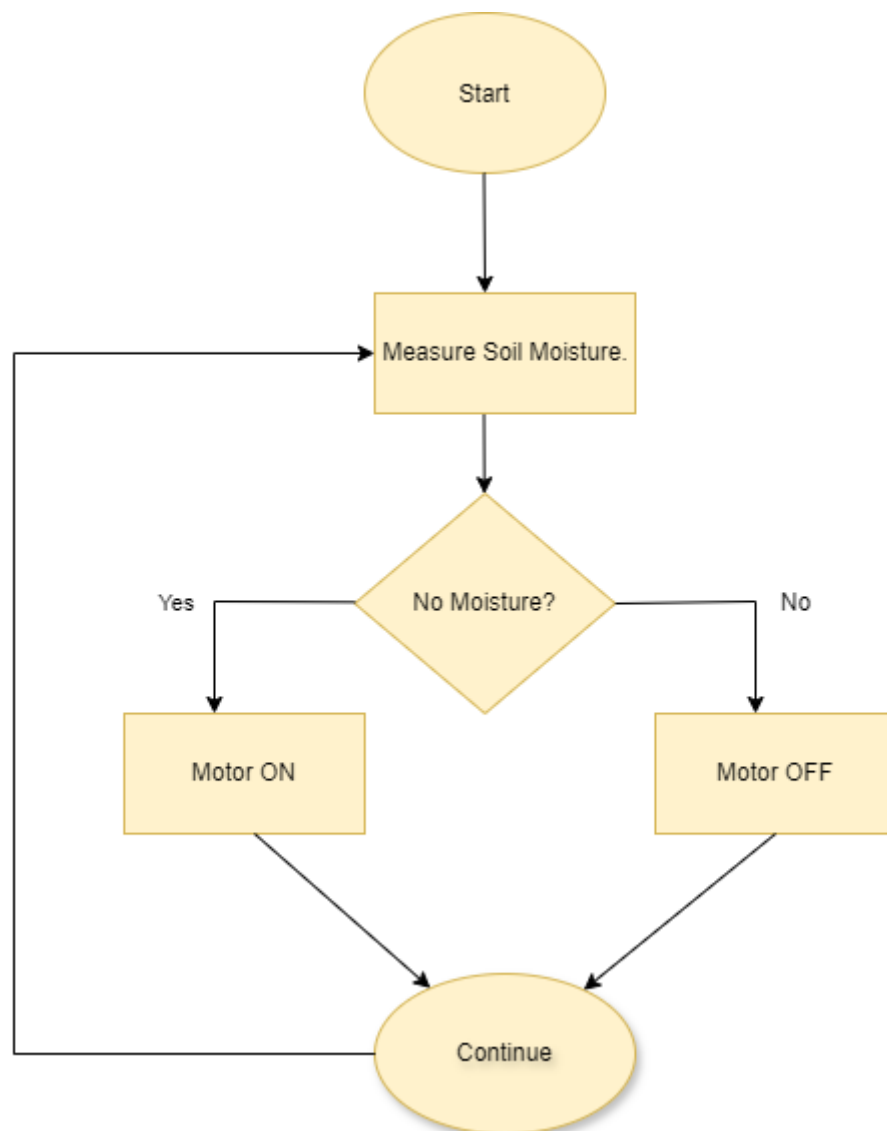 Start
Measure Soil Moisture.
No Moisture?
Yes
No
Motor ON
Motor OFF
Continue